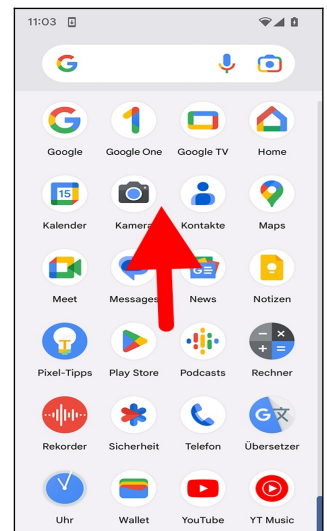 11:03
Google Google One Google TV Home
15
Kalender Kamera Kontakte Maps
Meet Messages News Notizen
Pixel-Tipps Play Store Podcasts Rechner
Rekorder Sicherheit Telefon Übersetzer
Uhr Wallet YouTube YT Music